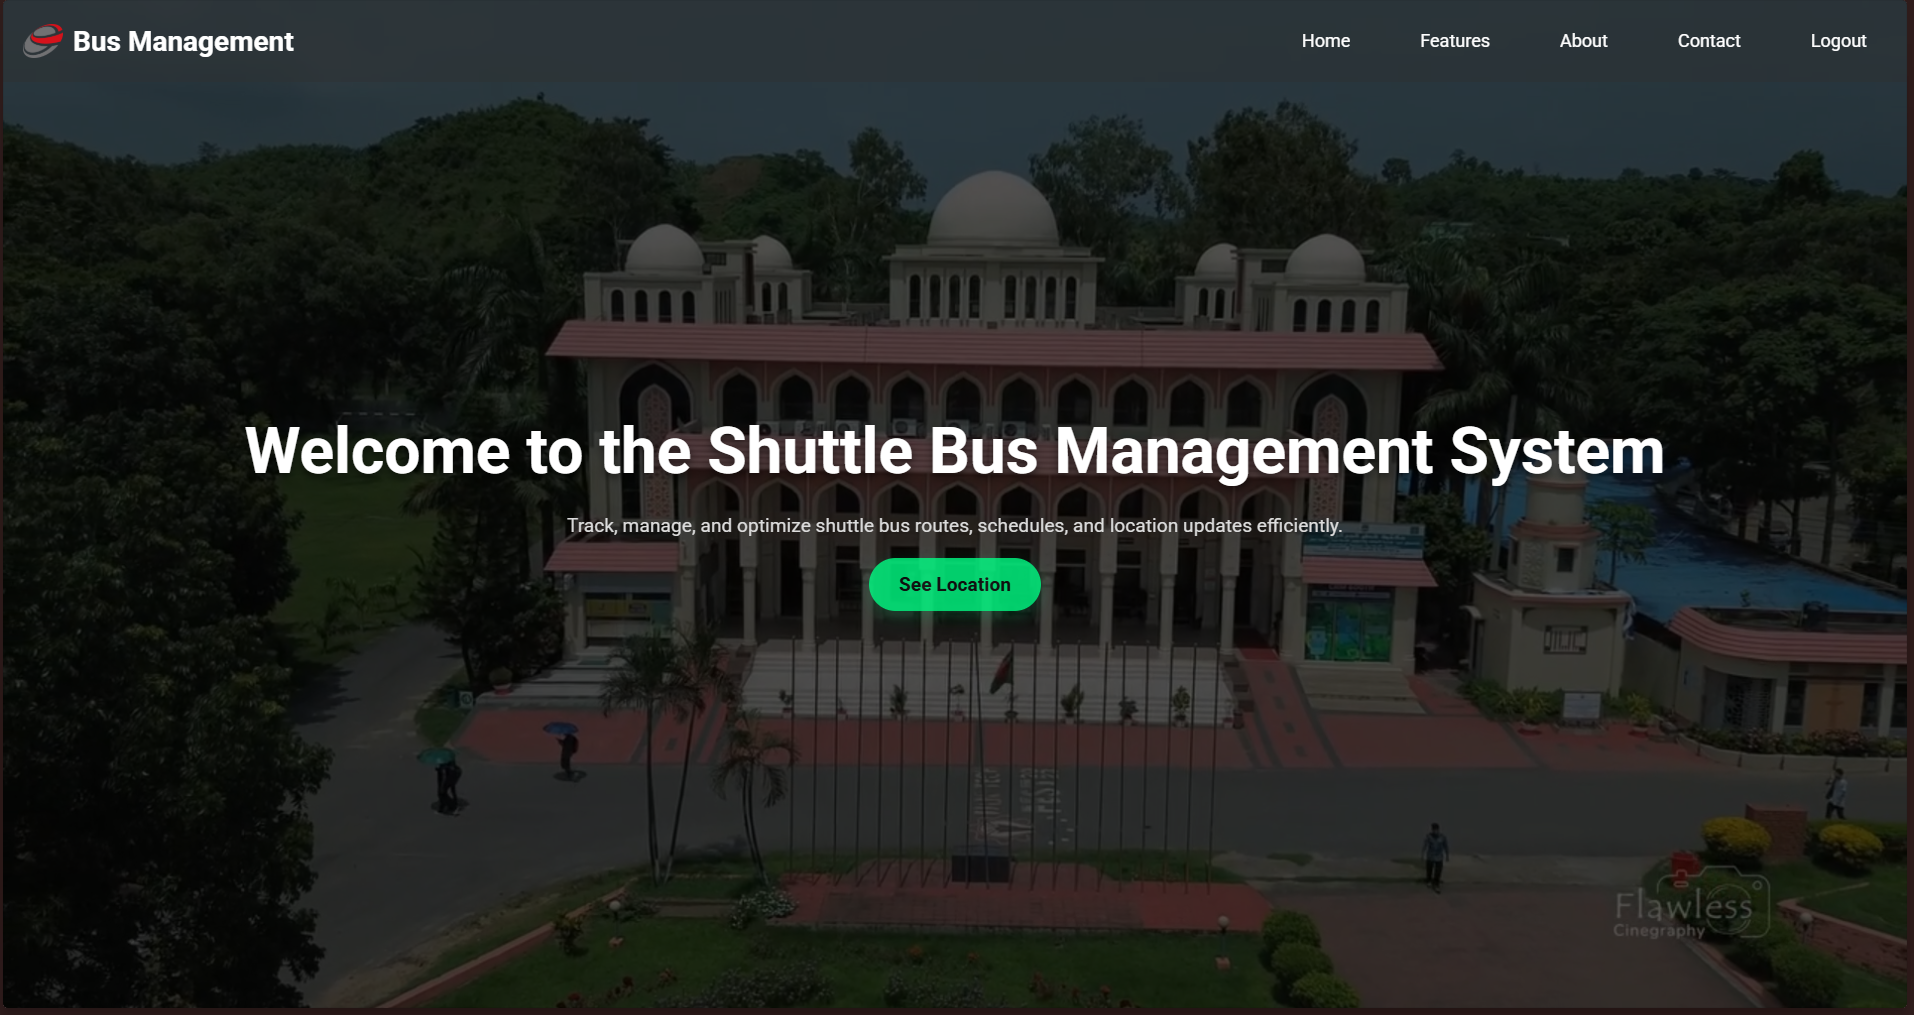 Bus Management
Home Features About Contact Logout
Welcome to the Shuttle Bus Management System
Track, manage, and optimize shuttle bus routes, schedules, and location updates efficiently.
See Location
Flawless
Cinegraphy